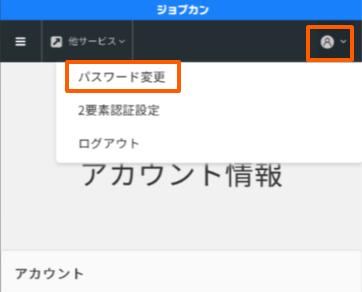 ジョブカン
他サービス
パスワード変更
2要素認証設定
ログアウト
アカウント情報
アカウント